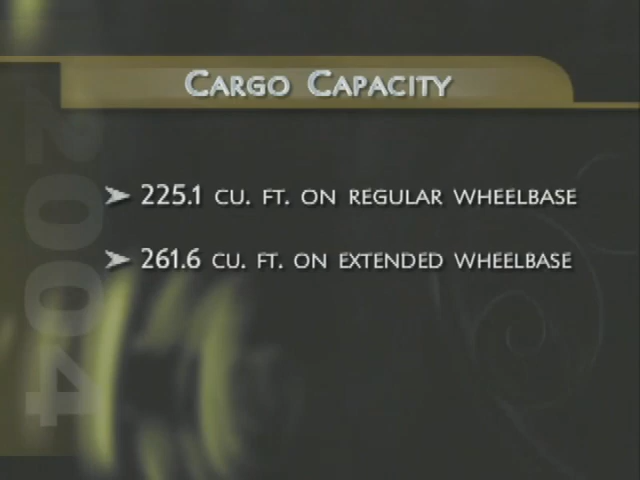 CARGO CAPACITY
225.1 CU. FT. ON REGULAR WHEELBASE
261.6 CU. FT. ON EXTENDED WHEELBASE
2004